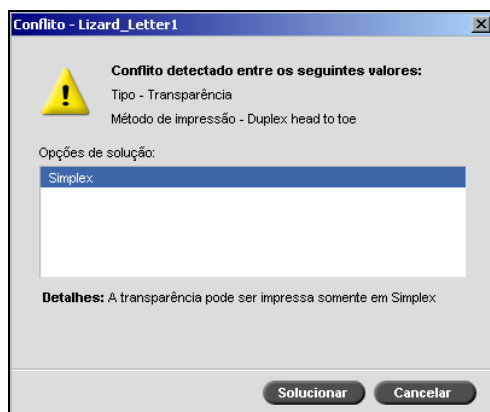 Conflito - Lizard_Letter1
Conflito detectado entre os seguintes valores:
Tipo - Transparência
Método de impressão - Duplex head to toe
Opções de solução:
Simplex
Detalhes: A transparência pode ser impressa somente em Simplex
Solucionar Cancelar